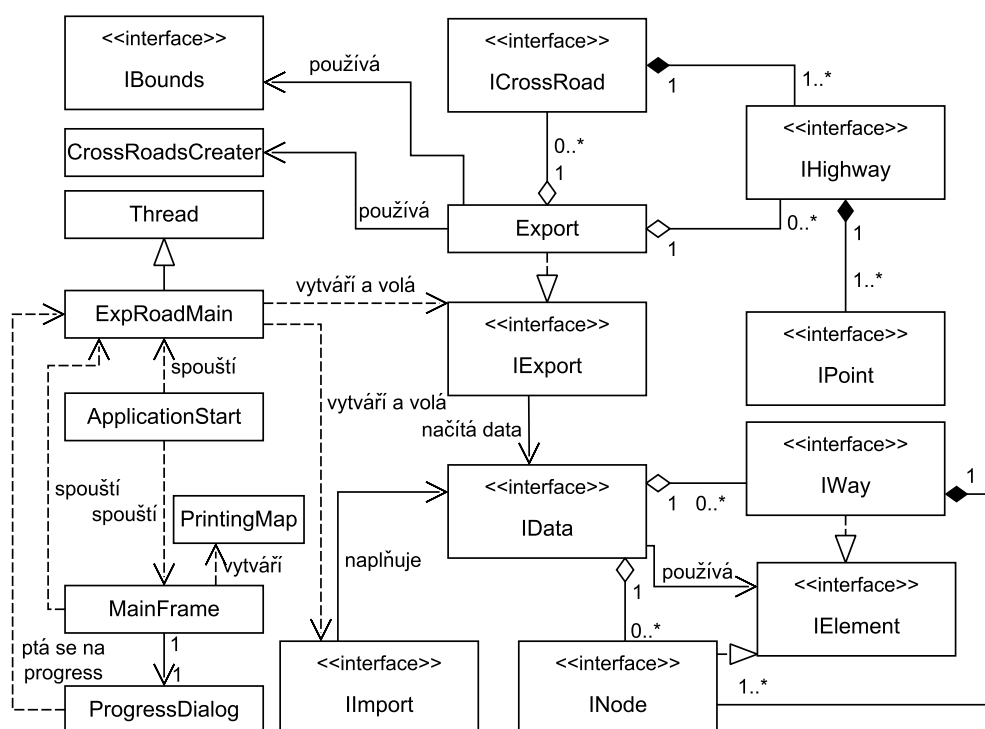 <<interface>>
IBounds
<<interface>>
ICrossRoad
používá
1
1..*
<<interface>>
IHighway
CrossRoadsCreater
0..*
1
Thread
používá
Export
1
0..*
1
1..*
vytváří a volá
ExpRoadMain
<<interface>>
IExport
<<interface>>
IPoint
spouští
vytváří a volá
ApplicationStart
načítá data
<<interface>>
IWay
1
<<interface>>
IData
1
0..*
spouští
spouští
PrintingMap
naplňuje
vytváří
používá
<<interface>>
IElement
1
0..*
MainFrame
1
1
ptá se na
progress
<<interface>>
IImport
<<interface>>
INode
1..*
ProgressDialog